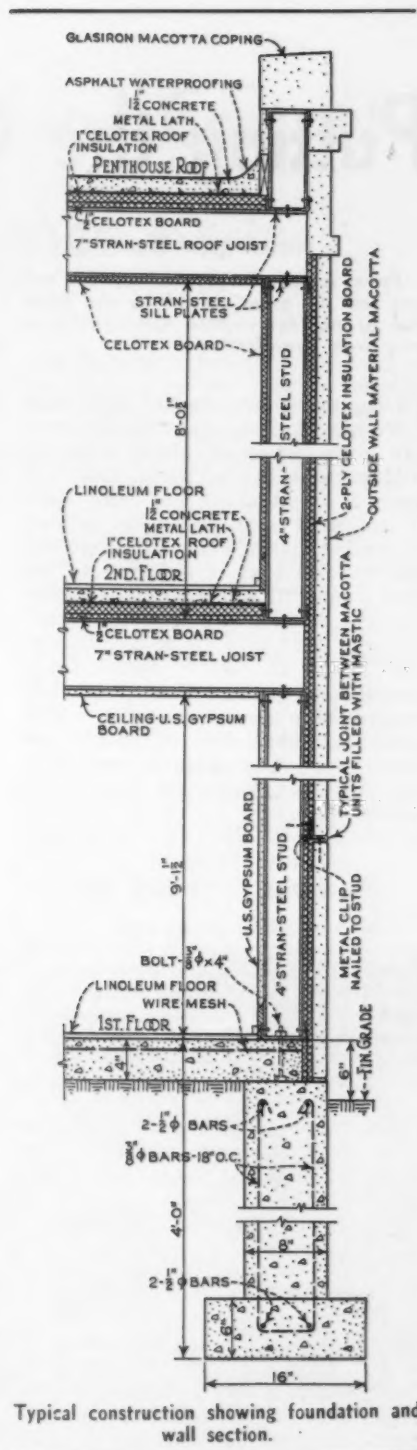 GLASIRON MACOTTA COPING
ASPHALT WATERPROOFING
1½" CONCRETE
METAL LATH
1" CELOTEX ROOF
INSULATION
PENTHOUSE ROOF
½" CELOTEX BOARD
7" STRAN-STEEL ROOF JOIST
STRAN-STEEL
SILL PLATES
CELOTEX BOARD
8'-0½"
4" STRAN-STEEL STUD
2-PLY CELOTEX INSULATION BOARD
OUTSIDE WALL MATERIAL MACOTTA
LINOLEUM FLOOR
1½" CONCRETE
METAL LATH
1" CELOTEX ROOF
INSULATION
2ND. FLOOR
½" CELOTEX BOARD
7" STRAN-STEEL JOIST
CEILING-U.S. GYPSUM
BOARD
9'-1½"
U.S. GYPSUM BOARD
4" STRAN-STEEL STUD
TYPICAL JOINT BETWEEN MACOTTA
UNITS FILLED WITH MASTIC
METAL CLIP
NAILED TO STUD
BOLT-⅝"ϕ×4"
LINOLEUM FLOOR
WIRE MESH
1ST. FLOOR
4"
6"
FIN. GRADE
2-½"ϕ BARS
⅜"ϕ BARS-18" O.C.
4'-0"
8"
2-½"ϕ BARS
6"
16"
Typical construction showing foundation and
wall section.